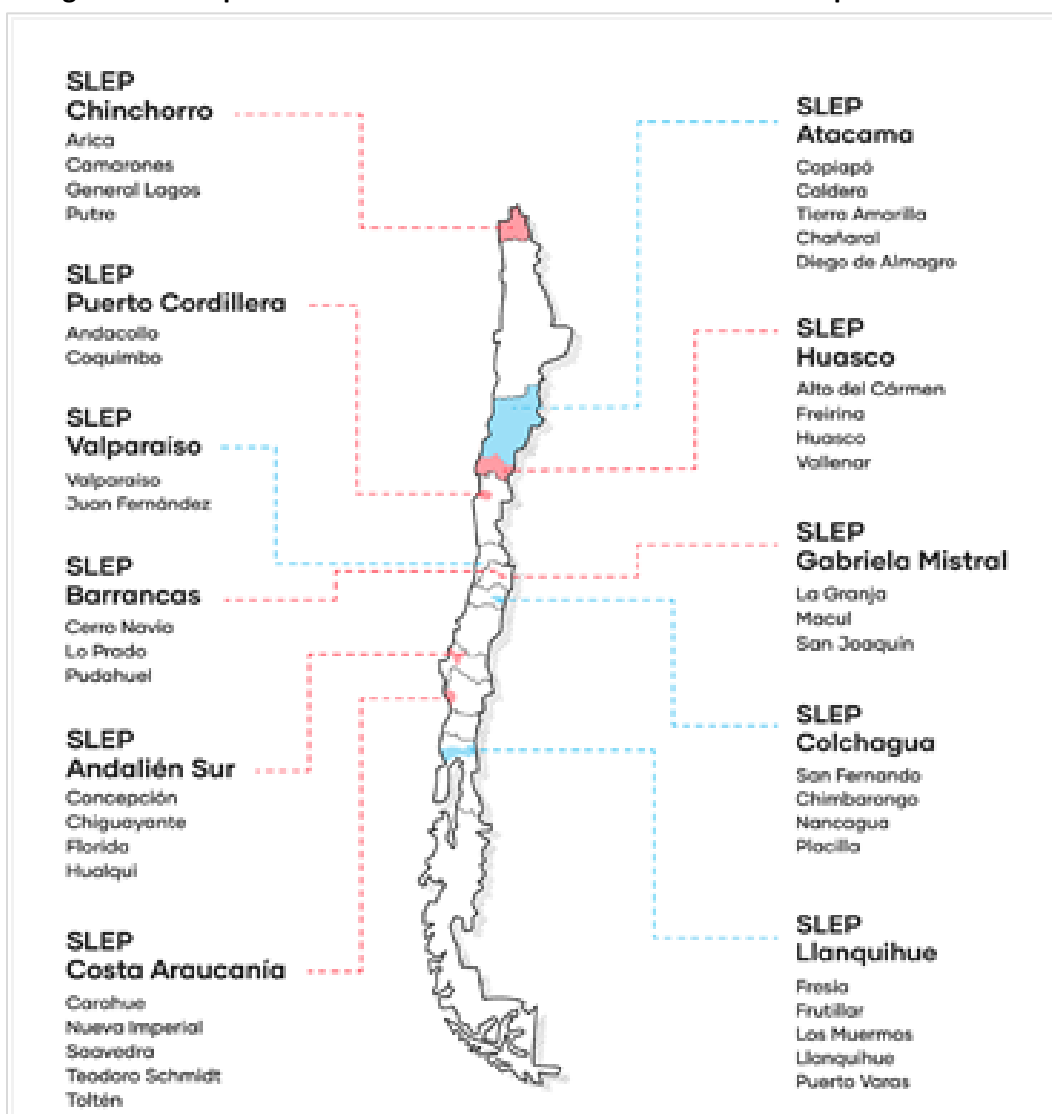 SLEP
Chinchorro
Arica
Camarones
General Lagos
Putre
SLEP
Puerto Cordillera
Andacollo
Coquimbo
SLEP
Valparaíso
Valparaíso
Juan Fernández
SLEP
Barrancas
Cerro Navia
Lo Prado
Pudahuel
SLEP
Andalién Sur
Concepción
Chiguayante
Florida
Hualqui
SLEP
Costa Araucanía
Carahue
Nueva Imperial
Saavedra
Teodoro Schmidt
Toltén
SLEP
Atacama
Copiapó
Caldera
Tierra Amarilla
Chañaral
Diego de Almagro
SLEP
Huasco
Alto del Cármen
Freirina
Huasco
Vallenar
SLEP
Gabriela Mistral
La Granja
Macul
San Joaquín
SLEP
Colchagua
San Fernando
Chimbarongo
Nancagua
Placilla
SLEP
Llanquihue
Fresia
Frutillar
Los Muermos
Llanquihue
Puerto Varas